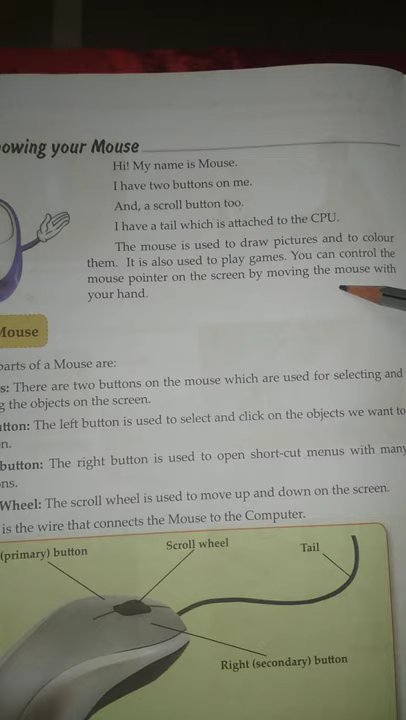 owing your Mouse
Hi! My name is Mouse.
I have two buttons on me.
And, a scroll button too.
I have a tail which is attached to the CPU.
The mouse is used to draw pictures and to colour
them. It is also used to play games. You can control the
mouse pointer on the screen by moving the mouse with
your hand.
Mouse
parts of a Mouse are:
s: There are two buttons on the mouse which are used for selecting and
g the objects on the screen.
tton: The left button is used to select and click on the objects we want to
n.
button: The right button is used to open short-cut menus with many
ns.
Wheel: The scroll wheel is used to move up and down on the screen.
is the wire that connects the Mouse to the Computer.
(primary) button
Scroll wheel
Tail
Right (secondary) button